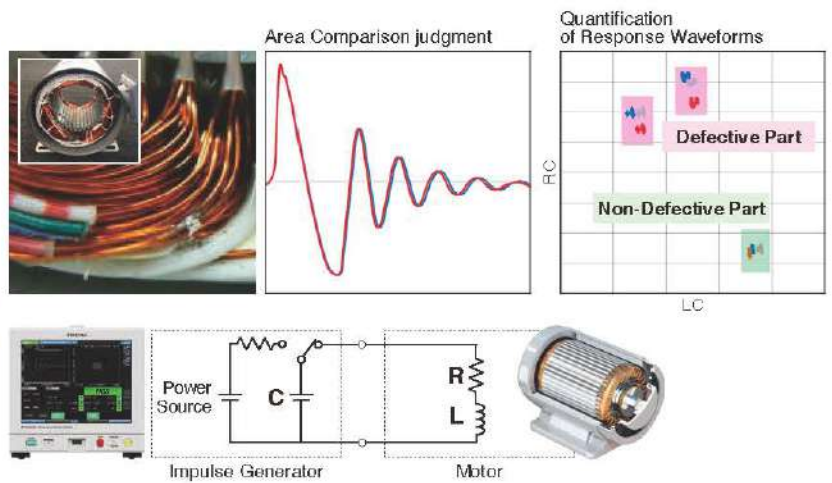 Area Comparison judgment
Quantification
of Response Waveforms
Defective Part
RC
Non-Defective Part
LC
PASS
Power
Source
C
R
L
Impulse Generator
Motor